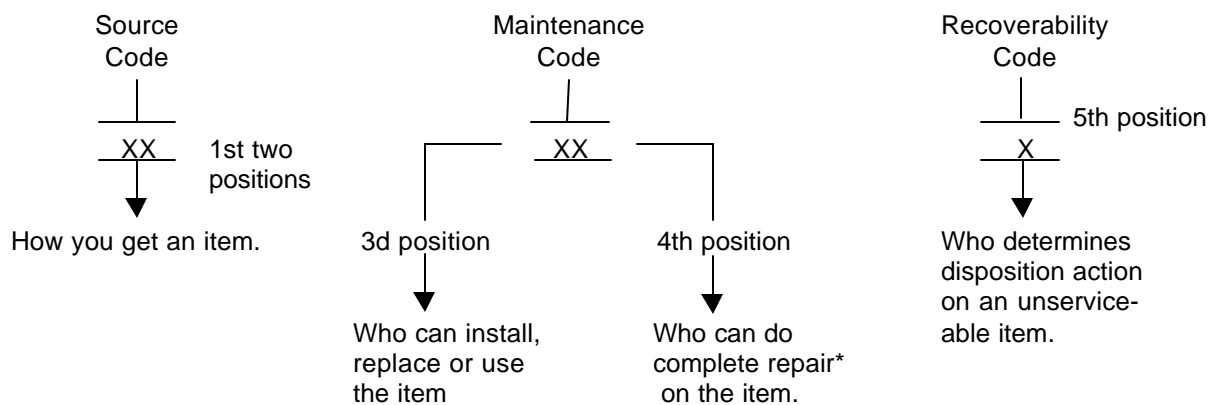 Source
Code
XX
1st two
positions
How you get an item.
Maintenance
Code
XX
3d position
Who can install,
replace or use
the item
4th position
Who can do
complete repair*
on the item.
Recoverability
Code
5th position
X
Who determines
disposition action
on an unservice-
able item.